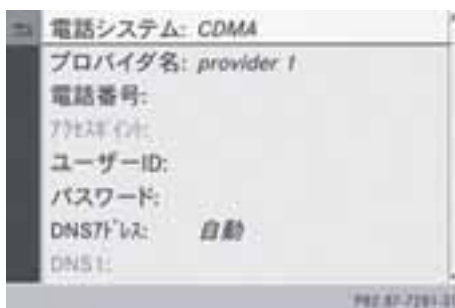 電話システム: CDMA
プロバイダ名: provider 1
電話番号:
アクセスポイント:
ユーザーID:
パスワード:
DNSアドレス: 自動
DNS1:
P82.87-7291-31